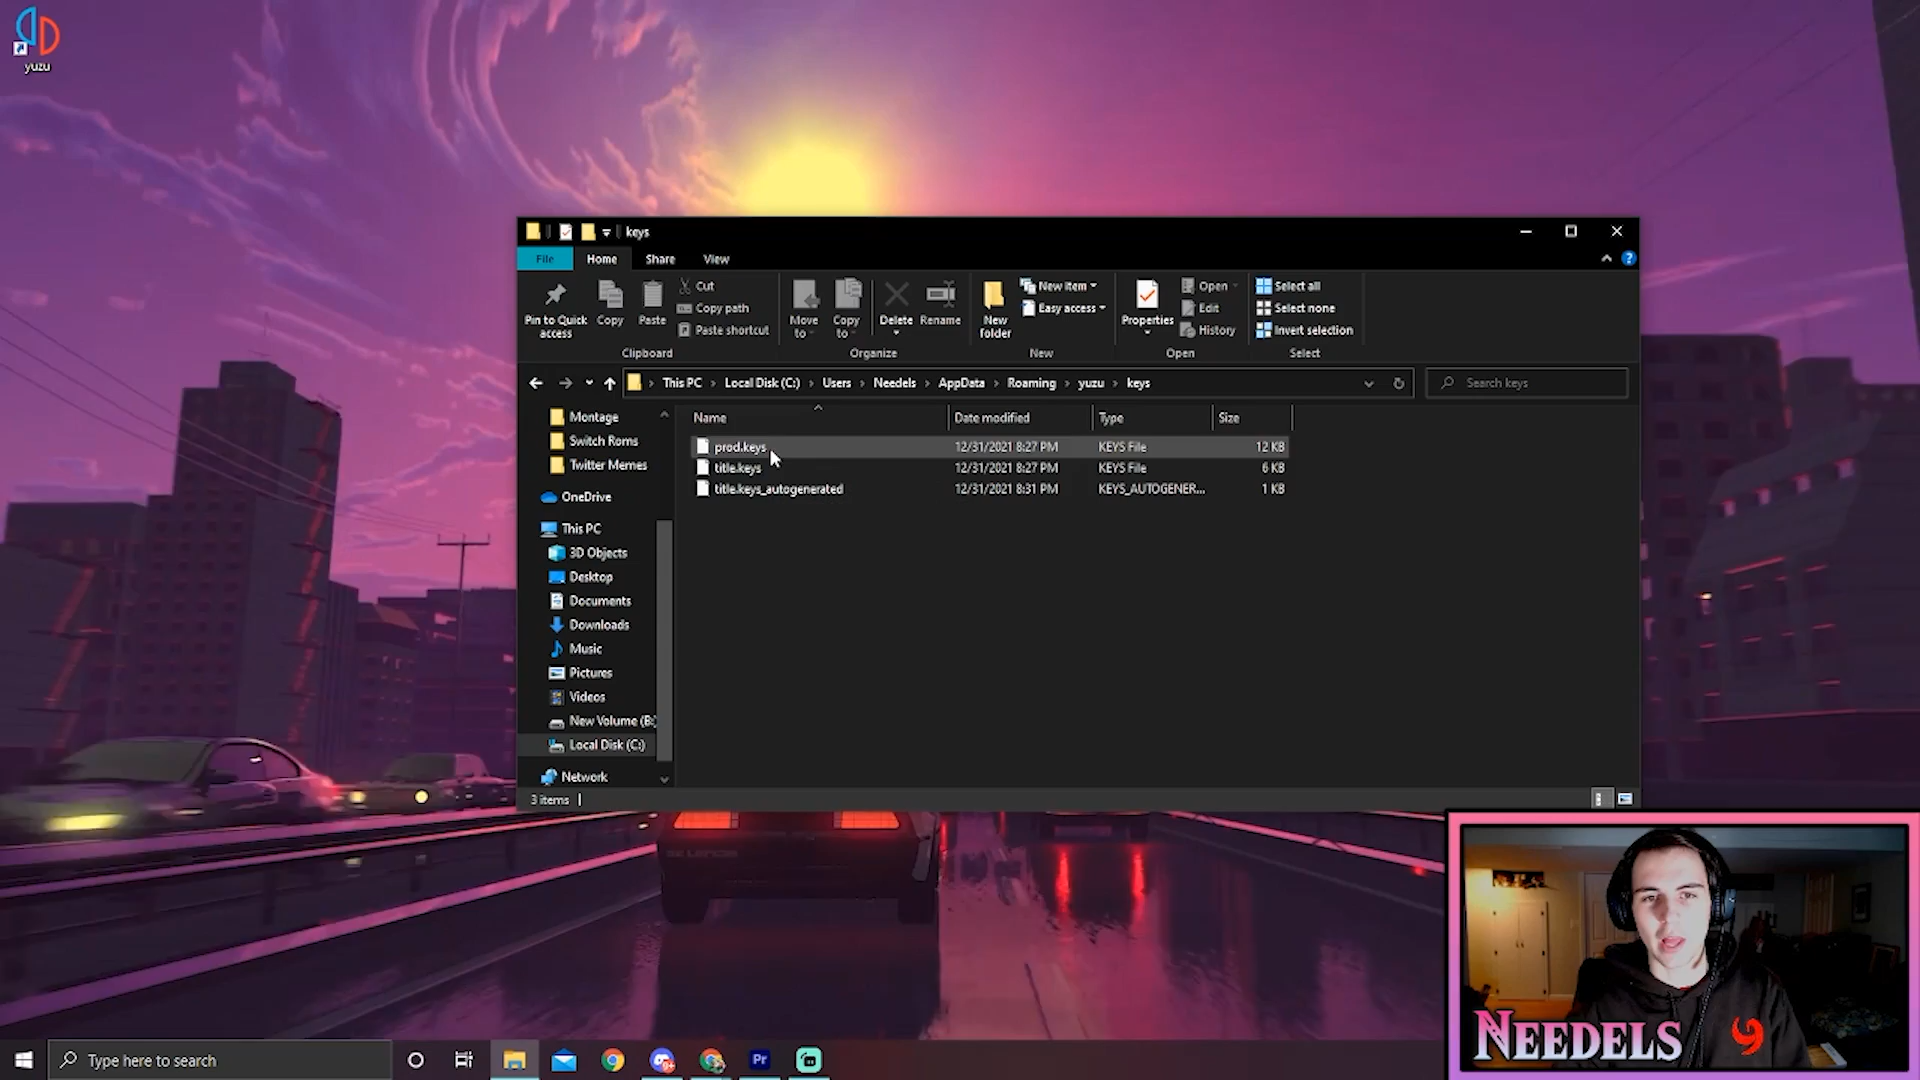 yuzu
keys
File Home Share View
Pin to Quick access
Copy
Paste
Cut
Copy path
Paste shortcut
Clipboard
Move to
Copy to
Delete
Rename
Organize
New folder
New item
Easy access
New
Properties
Open
Edit
History
Open
Select all
Select none
Invert selection
Select
This PC > Local Disk (C:) > Users > Needels > AppData > Roaming > yuzu > keys
Search keys
Name Date modified Type Size
prod.keys 12/31/2021 8:27 PM KEYS File 12 KB
title.keys 12/31/2021 8:27 PM KEYS File 6 KB
title.keys_autogenerated 12/31/2021 8:31 PM KEYS_AUTOGENER... 1 KB
Montage
Switch Roms
Twitter Memes
OneDrive
This PC
3D Objects
Desktop
Documents
Downloads
Music
Pictures
Videos
New Volume (B:)
Local Disk (C:)
Network
3 items
NEEDELS
Type here to search
Pr